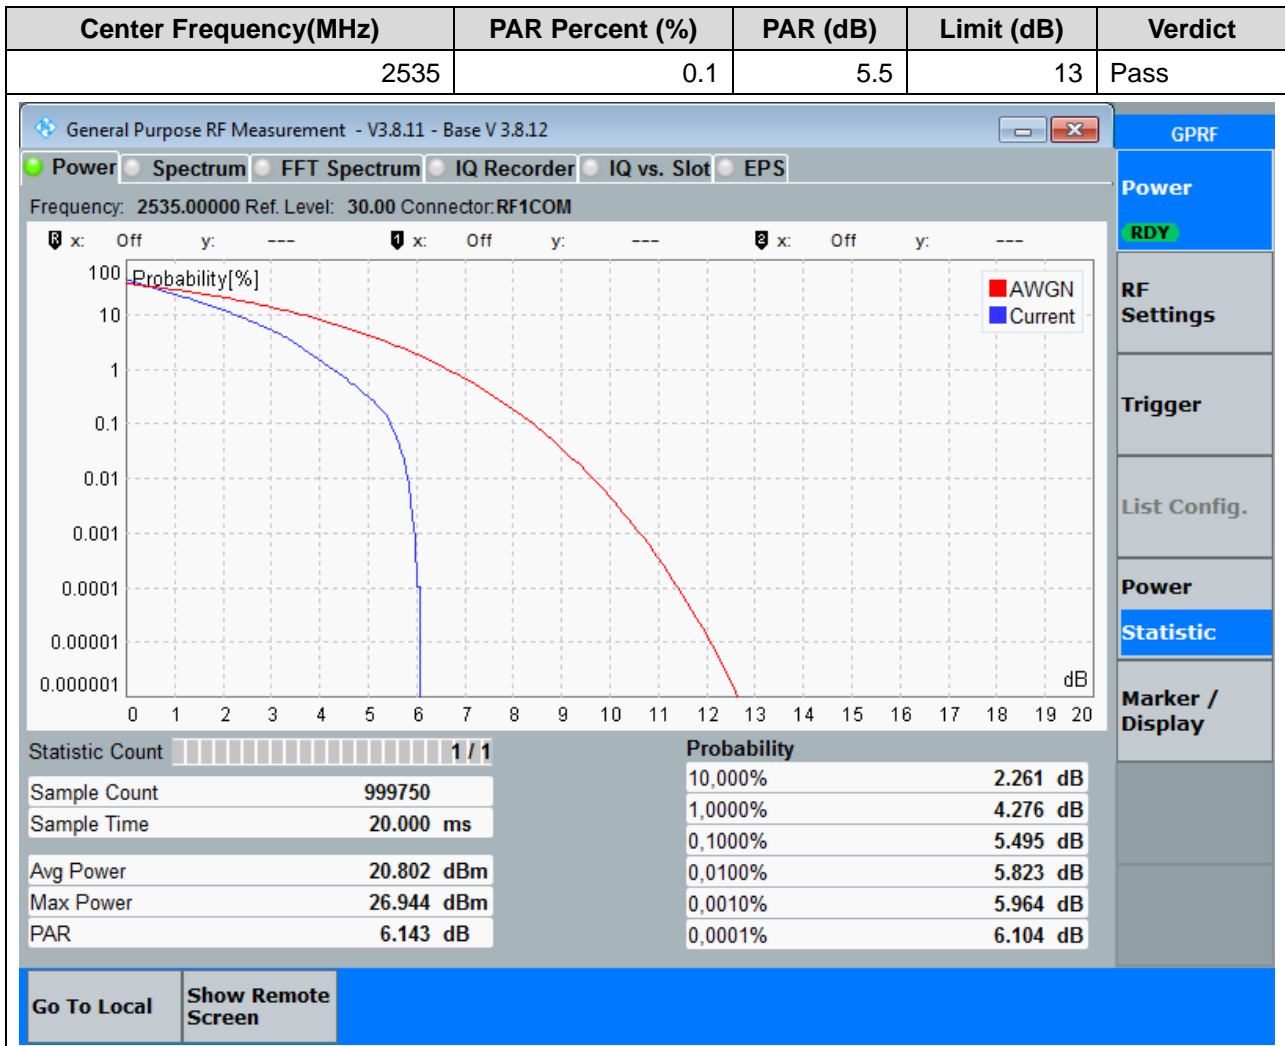 Center Frequency(MHz) PAR Percent (%) PAR (dB) Limit (dB) Verdict
2535 0.1 5.5 13 Pass
General Purpose RF Measurement - V3.8.11 - Base V 3.8.12
GPRF
Power Spectrum FFT Spectrum IQ Recorder IQ vs. Slot EPS
Frequency: 2535.00000 Ref. Level: 30.00 Connector: RF1COM
R x: Off y: --- 1 x: Off y: --- 2 x: Off y: ---
Probability[%]
100
10
1
0.1
0.01
0.001
0.0001
0.00001
0.000001
AWGN
Current
dB
0 1 2 3 4 5 6 7 8 9 10 11 12 13 14 15 16 17 18 19 20
Statistic Count 1 / 1
Sample Count 999750
Sample Time 20.000 ms
Avg Power 20.802 dBm
Max Power 26.944 dBm
PAR 6.143 dB
Probability
10,000% 2.261 dB
1,0000% 4.276 dB
0,1000% 5.495 dB
0,0100% 5.823 dB
0,0010% 5.964 dB
0,0001% 6.104 dB
Power
RDY
RF
Settings
Trigger
List Config.
Power
Statistic
Marker /
Display
Go To Local
Show Remote
Screen